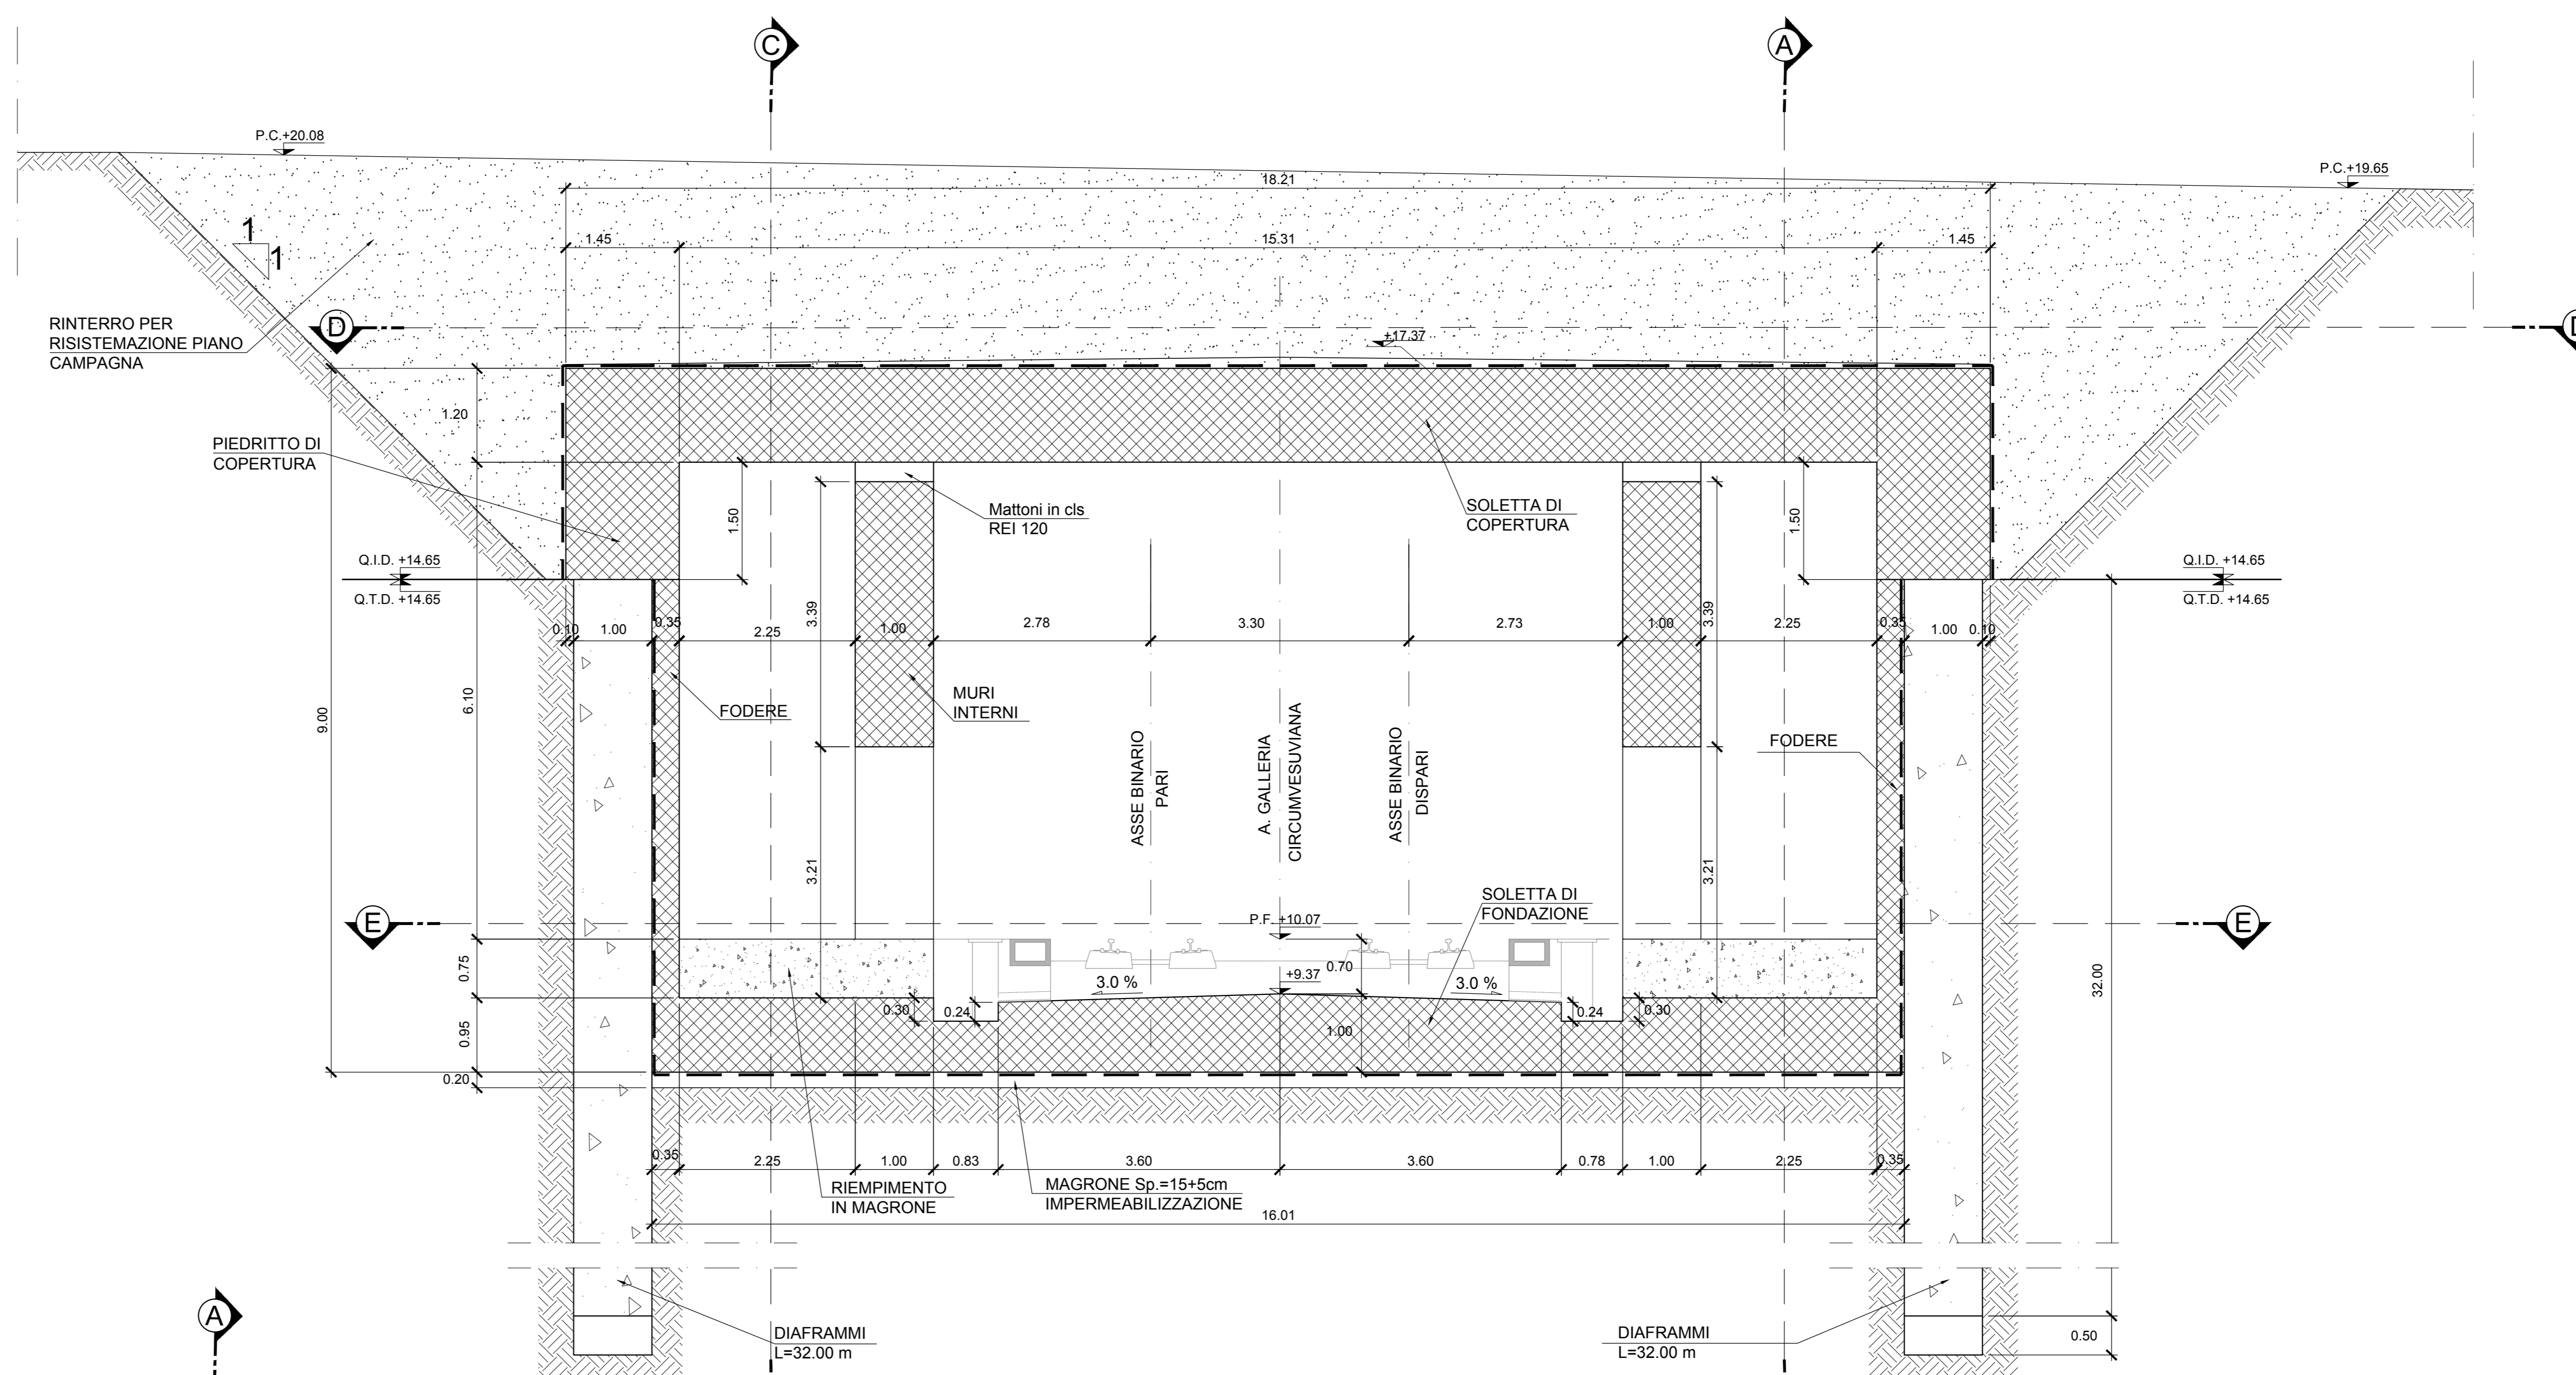 C
A
P.C.+20.08
P.C.+19.65
18.21
1.45
15.31
1.45
1
1
RINTERRO PER
RISISTEMAZIONE PIANO
CAMPAGNA
D
+17.37
1.20
PIEDRITTO DI
COPERTURA
1.50
Mattoni in cls
REI 120
SOLETTA DI
COPERTURA
1.50
Q.I.D. +14.65
Q.T.D. +14.65
Q.I.D. +14.65
Q.T.D. +14.65
3.39
3.39
0.10
1.00
0.35
2.25
1.00
2.78
3.30
2.73
1.00
2.25
0.35
1.00
0.10
9.00
6.10
FODERE
MURI
INTERNI
ASSE BINARIO
PARI
A. GALLERIA
CIRCUMVESUVIANA
ASSE BINARIO
DISPARI
FODERE
3.21
3.21
SOLETTA DI
FONDAZIONE
E
P.F. +10.07
E
0.75
+9.37
0.70
3.0 %
3.0 %
32.00
0.30
0.24
0.24
0.30
0.95
1.00
0.20
0.35
2.25
1.00
0.83
3.60
3.60
0.78
1.00
2.25
0.35
RIEMPIMENTO
IN MAGRONE
MAGRONE Sp.=15+5cm
IMPERMEABILIZZAZIONE
16.01
A
DIAFRAMMI
L=32.00 m
DIAFRAMMI
L=32.00 m
0.50